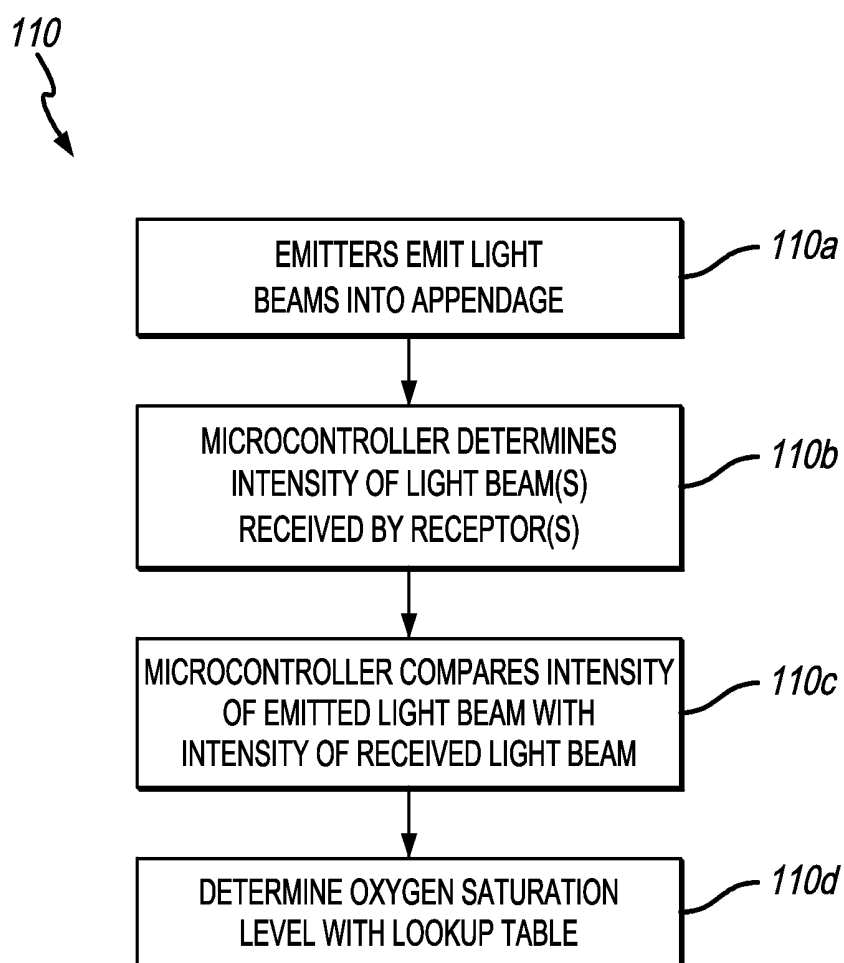 110
EMITTERS EMIT LIGHT
BEAMS INTO APPENDAGE
110a
MICROCONTROLLER DETERMINES
INTENSITY OF LIGHT BEAM(S)
RECEIVED BY RECEPTOR(S)
110b
MICROCONTROLLER COMPARES INTENSITY
OF EMITTED LIGHT BEAM WITH
INTENSITY OF RECEIVED LIGHT BEAM
110c
DETERMINE OXYGEN SATURATION
LEVEL WITH LOOKUP TABLE
110d